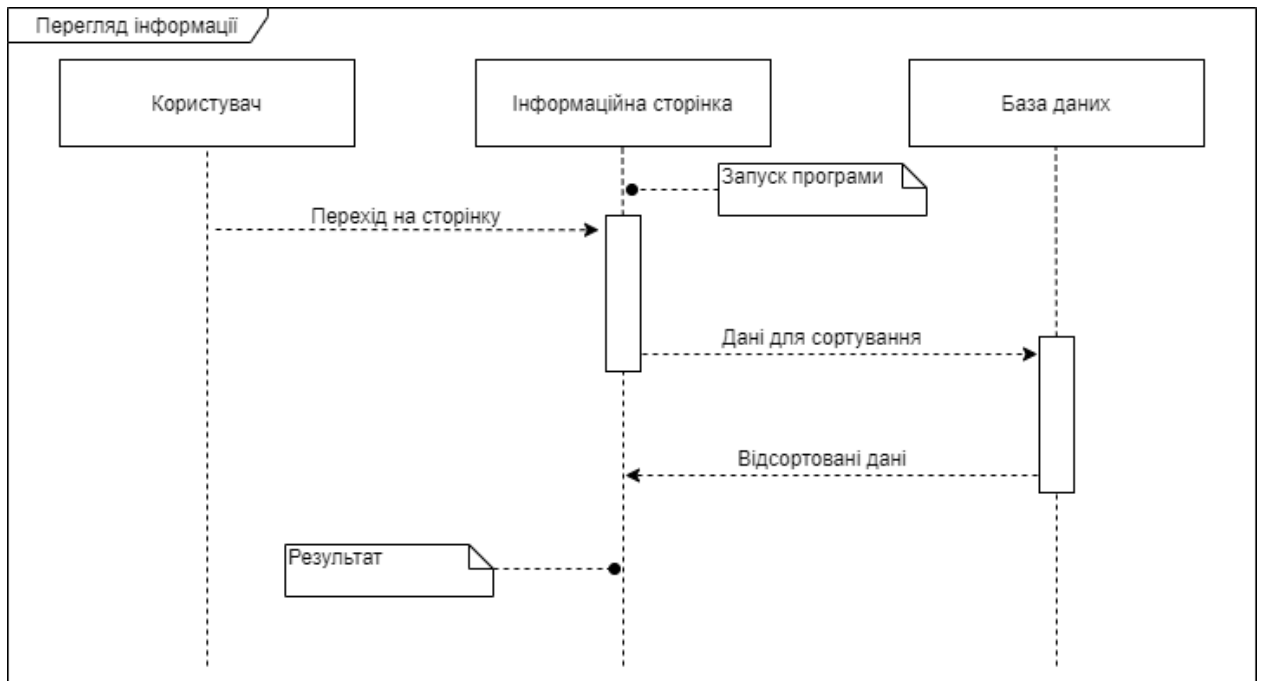 Перегляд інформації
Користувач
Інформаційна сторінка
База даних
Запуск програми
Перехід на сторінку
Дані для сортування
Відсортовані дані
Результат